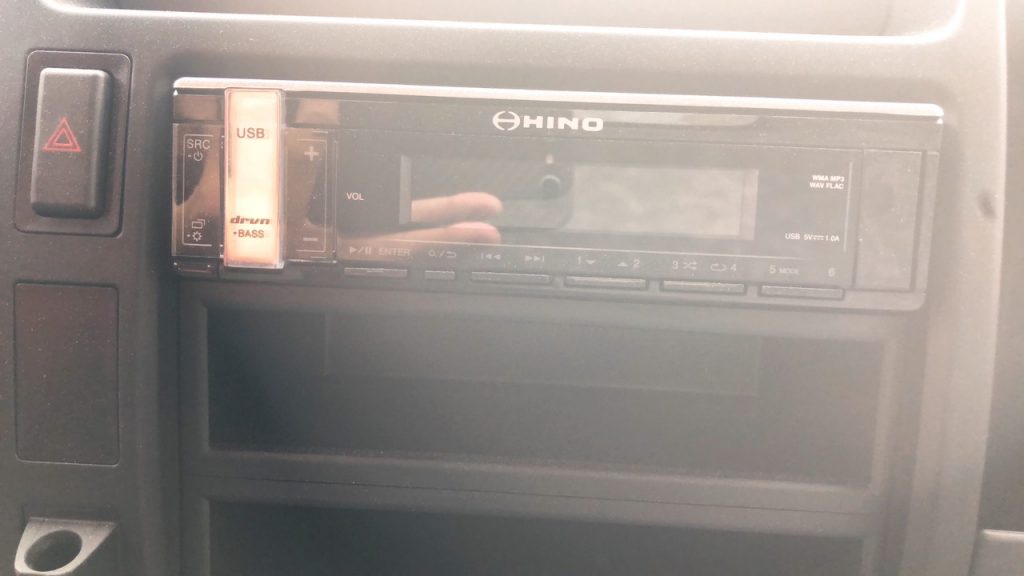 HINO
USB
SRC
+
VOL
WMA MP3
WAV FLAC
drvn
•BASS
USB 5V 1.0A
ENTER
1
2
3
4
5 MODE
6